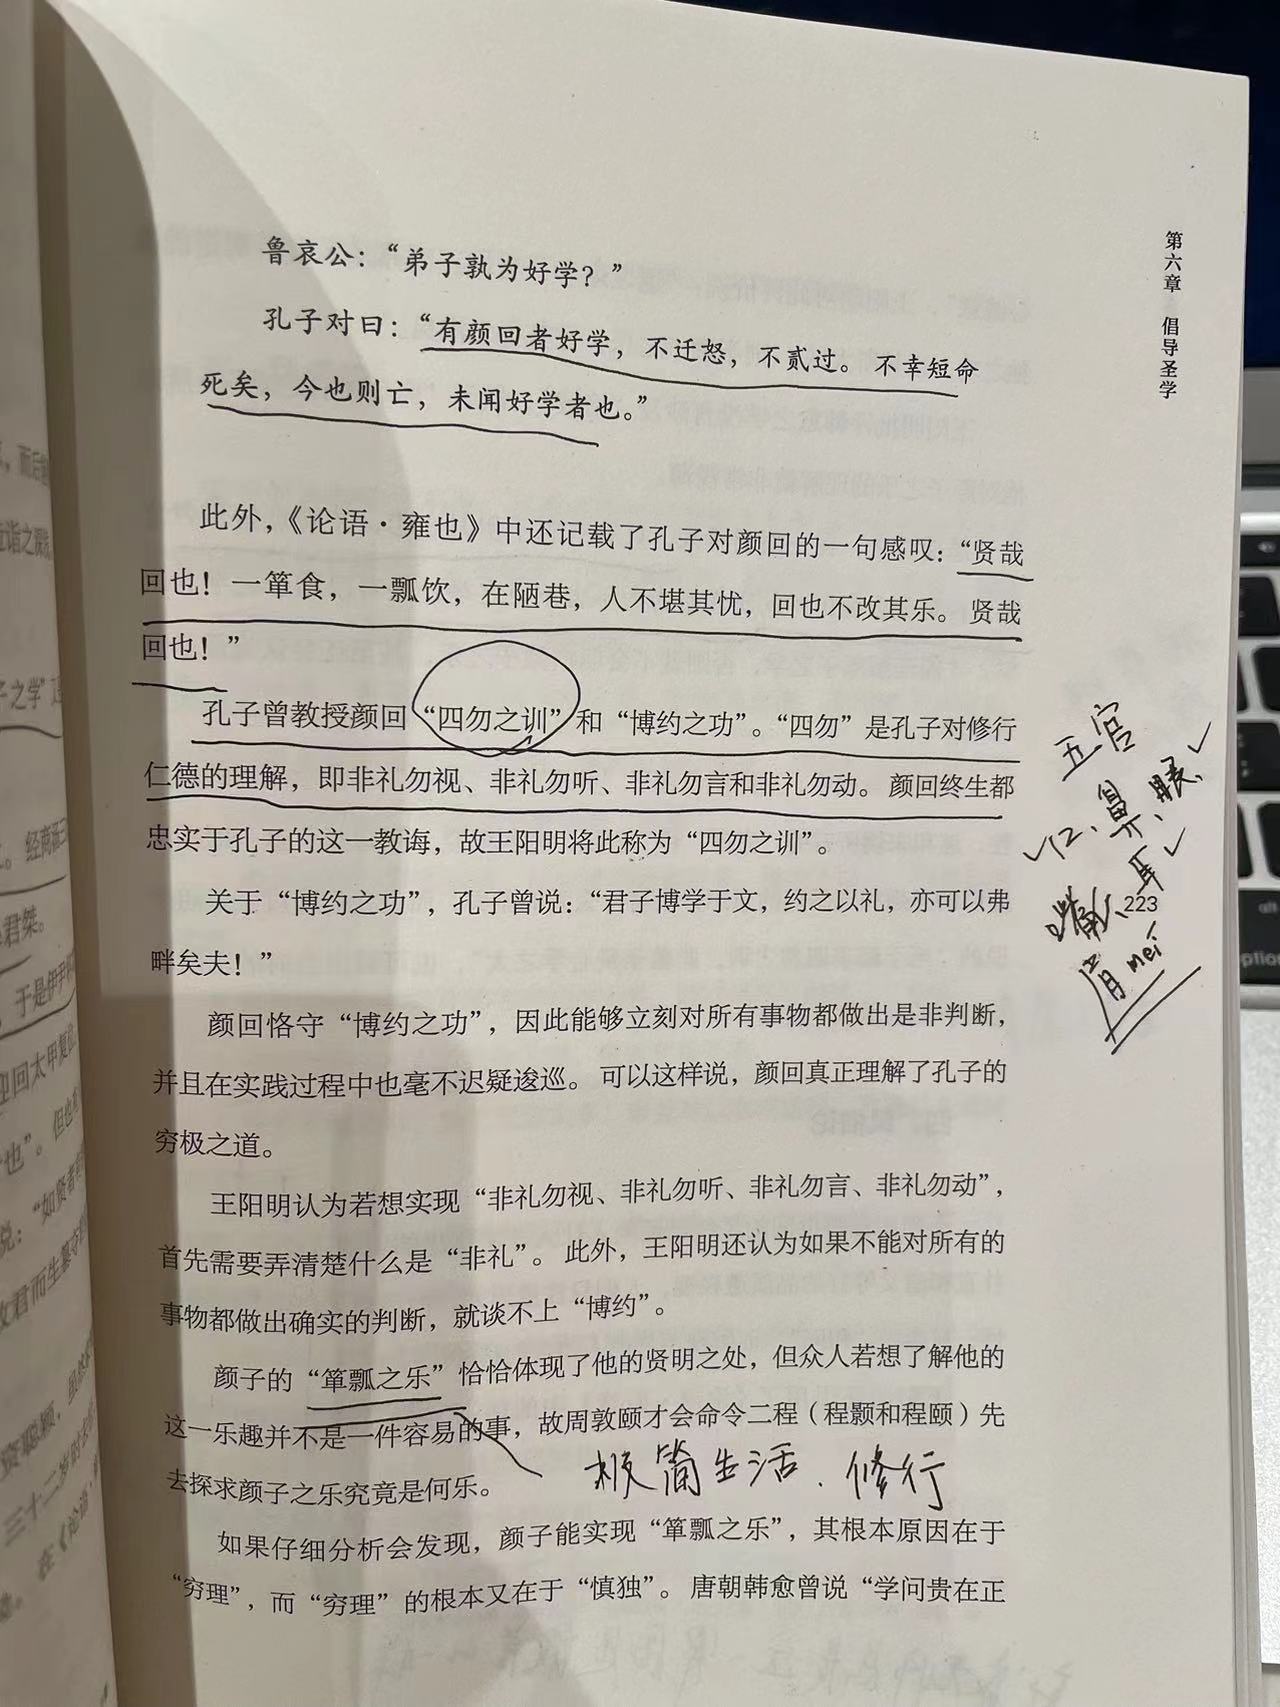 第六章 倡导圣学
鲁哀公：“弟子孰为好学？”
孔子对曰：“有颜回者好学，不迁怒，不贰过。不幸短命
死矣，今也则亡，未闻好学者也。”
此外，《论语·雍也》中还记载了孔子对颜回的一句感叹：“贤哉
回也！一箪食，一瓢饮，在陋巷，人不堪其忧，回也不改其乐。贤哉
回也！”
孔子曾教授颜回“四勿之训”和“博约之功”。“四勿”是孔子对修行
仁德的理解，即非礼勿视、非礼勿听、非礼勿言和非礼勿动。颜回终生都
忠实于孔子的这一教诲，故王阳明将此称为“四勿之训”。
关于“博约之功”，孔子曾说：“君子博学于文，约之以礼，亦可以弗
畔矣夫！”
颜回恪守“博约之功”，因此能够立刻对所有事物都做出是非判断，
并且在实践过程中也毫不迟疑逡巡。可以这样说，颜回真正理解了孔子的
穷极之道。
王阳明认为若想实现“非礼勿视、非礼勿听、非礼勿言、非礼勿动”，
首先需要弄清楚什么是“非礼”。此外，王阳明还认为如果不能对所有的
事物都做出确实的判断，就谈不上“博约”。
颜子的“箪瓢之乐”恰恰体现了他的贤明之处，但众人若想了解他的
这一乐趣并不是一件容易的事，故周敦颐才会命令二程（程颢和程颐）先
去探求颜子之乐究竟是何乐。
极简生活、修行
如果仔细分析会发现，颜子能实现“箪瓢之乐”，其根本原因在于
“穷理”，而“穷理”的根本又在于“慎独”。唐朝韩愈曾说“学问贵在正
五宫
口、鼻、眼、
耳
嘴、
mei
223